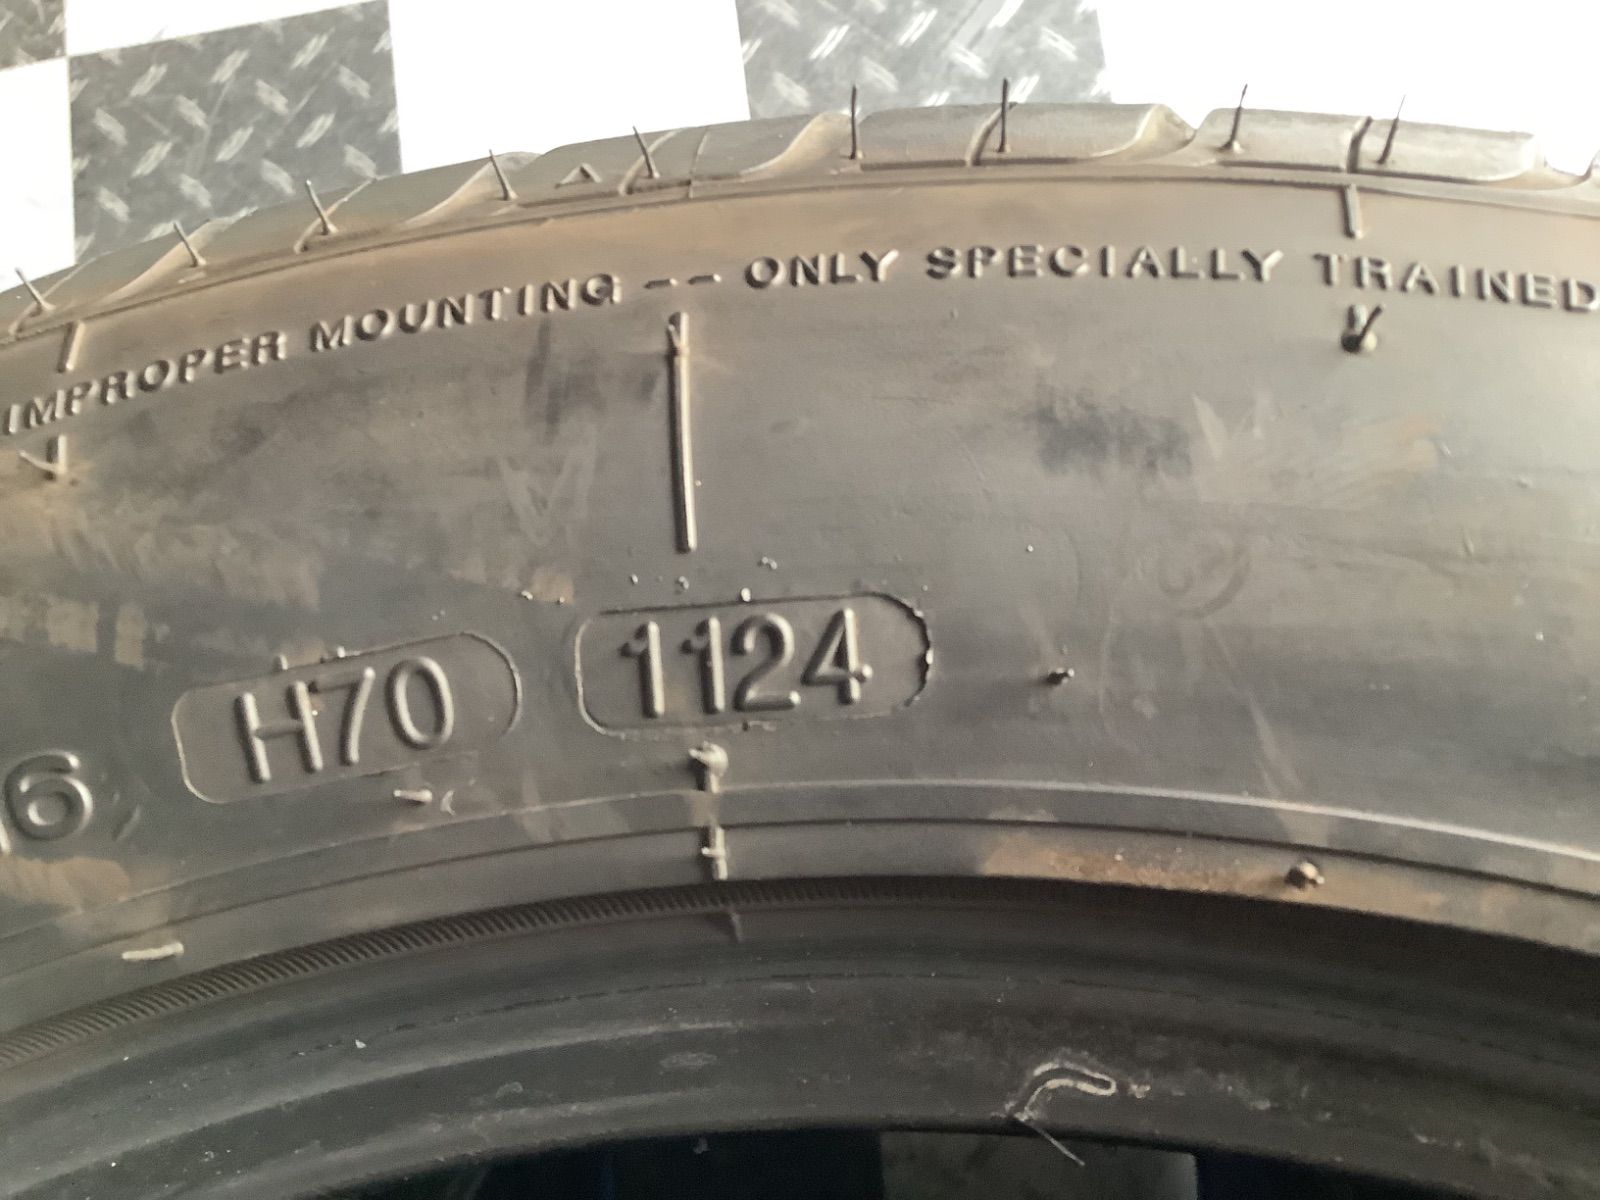 IMPROPER MOUNTING -- ONLY SPECIALLY TRAINED
H70 1124